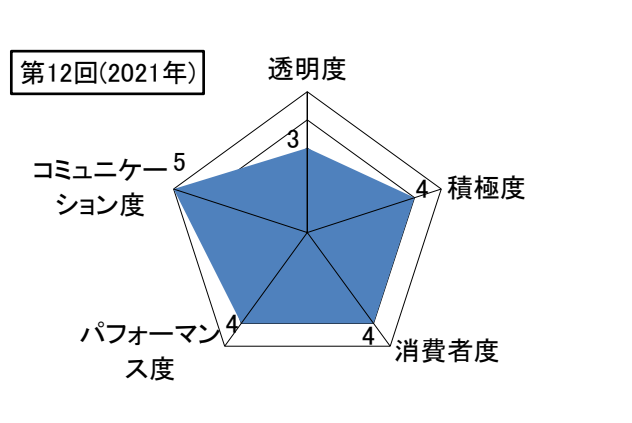 第12回(2021年)
透明度
3
コミュニケー
ション度
5
4
積極度
パフォーマン
ス度
4
4
消費者度